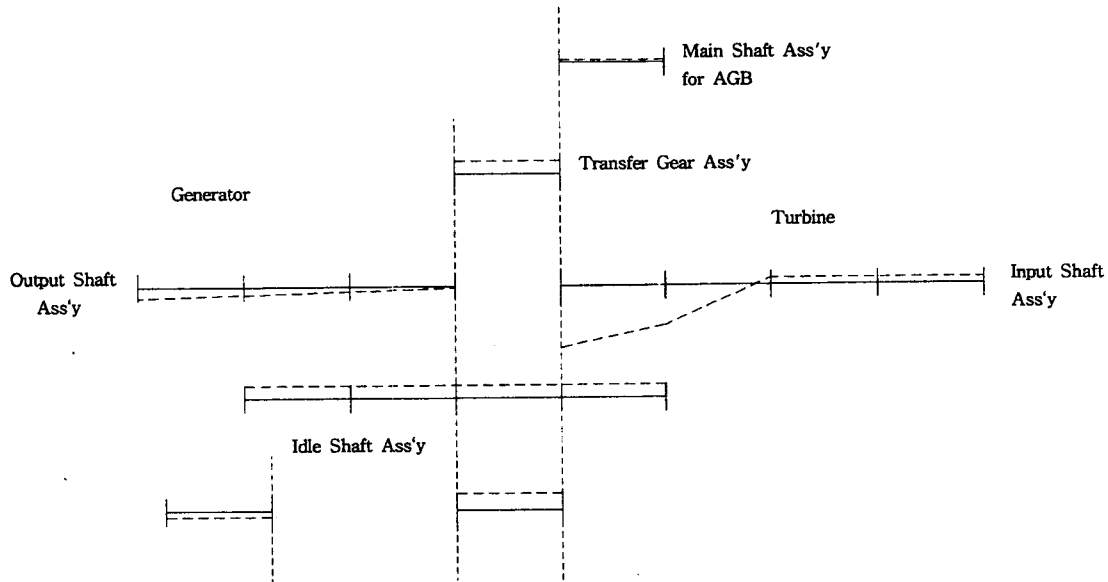 Main Shaft Ass'y
for AGB
Transfer Gear Ass'y
Generator
Turbine
Output Shaft
Ass'y
Input Shaft
Ass'y
Idle Shaft Ass'y